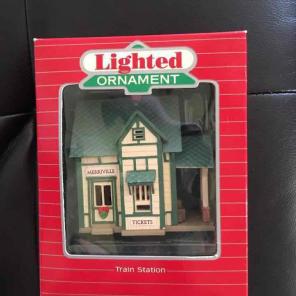 Lighted
ORNAMENT
MERRIVILLE
TICKETS
Train Station